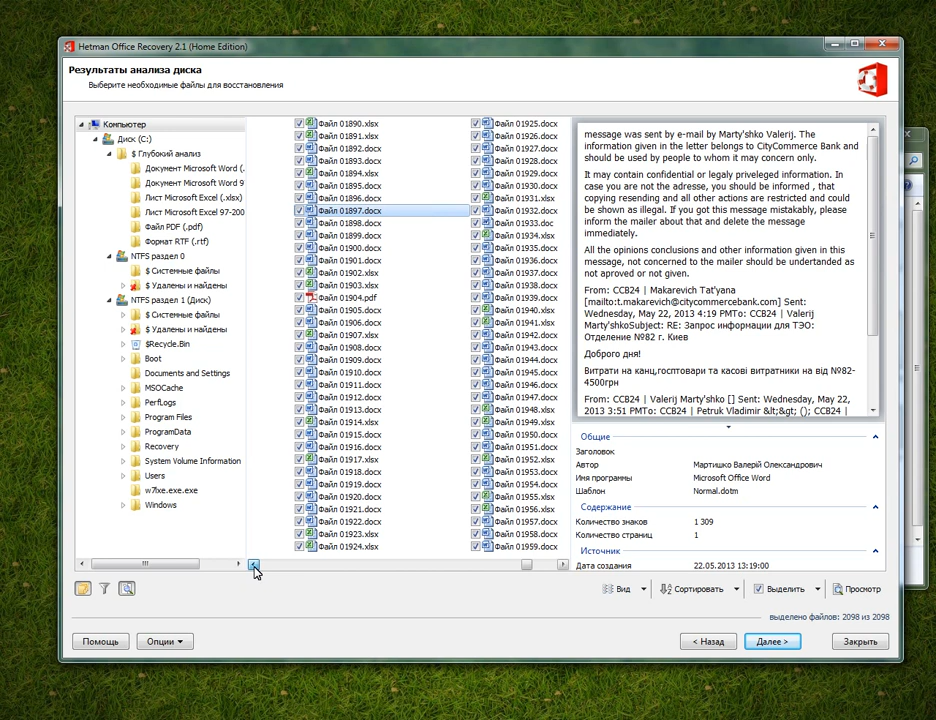 Hetman Office Recovery 2.1 (Home Edition)
Результаты анализа диска
Выберите необходимые файлы для восстановления
Компьютер
Диск (C:)
$ Глубокий анализ
Документ Microsoft Word (.
Документ Microsoft Word 9
Лист Microsoft Excel (.xlsx)
Лист Microsoft Excel 97-200
Файл PDF (.pdf)
Формат RTF (.rtf)
NTFS раздел 0
$ Системные файлы
$ Удалены и найдены
NTFS раздел 1 (Диск)
$ Системные файлы
$ Удалены и найдены
$Recycle.Bin
Boot
Documents and Settings
MSOCache
PerfLogs
Program Files
ProgramData
Recovery
System Volume Information
Users
w7lxe.exe.exe
Windows
Файл 01890.xlsx
Файл 01891.xlsx
Файл 01892.docx
Файл 01893.docx
Файл 01894.xlsx
Файл 01895.docx
Файл 01896.xlsx
Файл 01897.docx
Файл 01898.docx
Файл 01899.docx
Файл 01900.docx
Файл 01901.docx
Файл 01902.xlsx
Файл 01903.xlsx
Файл 01904.pdf
Файл 01905.docx
Файл 01906.docx
Файл 01907.xlsx
Файл 01908.docx
Файл 01909.docx
Файл 01910.docx
Файл 01911.docx
Файл 01912.docx
Файл 01913.docx
Файл 01914.xlsx
Файл 01915.docx
Файл 01916.docx
Файл 01917.xlsx
Файл 01918.docx
Файл 01919.docx
Файл 01920.docx
Файл 01921.docx
Файл 01922.docx
Файл 01923.xlsx
Файл 01924.xlsx
Файл 01925.docx
Файл 01926.docx
Файл 01927.docx
Файл 01928.docx
Файл 01929.docx
Файл 01930.docx
Файл 01931.xlsx
Файл 01932.docx
Файл 01933.doc
Файл 01934.xlsx
Файл 01935.docx
Файл 01936.docx
Файл 01937.docx
Файл 01938.docx
Файл 01939.docx
Файл 01940.xlsx
Файл 01941.xlsx
Файл 01942.docx
Файл 01943.docx
Файл 01944.docx
Файл 01945.docx
Файл 01946.docx
Файл 01947.docx
Файл 01948.xlsx
Файл 01949.xlsx
Файл 01950.docx
Файл 01951.docx
Файл 01952.xlsx
Файл 01953.docx
Файл 01954.docx
Файл 01955.xlsx
Файл 01956.xlsx
Файл 01957.docx
Файл 01958.docx
Файл 01959.docx
message was sent by e-mail by Marty'shko Valerij. The
information given in the letter belongs to CityCommerce Bank and
should be used by people to whom it may concern only.
It may contain confidential or legaly priveleged information. In
case you are not the adresse, you should be informed , that
copying resending and all other actions are restricted and could
be shown as illegal. If you got this message mistakably, please
inform the mailer about that and delete the message
immediately.
All the opinions conclusions and other information given in this
message, not concerned to the mailer should be undertanded as
not aproved or not given.
From: CCB24 | Makarevich Tat'yana
[mailto:t.makarevich@citycommercebank.com] Sent:
Wednesday, May 22, 2013 4:19 PMTo: CCB24 | Valerij
Marty'shkoSubject: RE: Запрос информации для ТЭО:
Отделение №82 г. Киев
Доброго дня!
Витрати на канц,госптовари та касові витратники на від №82-
4500грн
From: CCB24 | Valerij Marty'shko [] Sent: Wednesday, May 22,
2013 3:51 PMTo: CCB24 | Petruk Vladimir &lt;&gt; (); CCB24 |
Общие
Заголовок
Автор Мартишко Валерій Олександрович
Имя программы Microsoft Office Word
Шаблон Normal.dotm
Содержание
Количество знаков 1 309
Количество страниц 1
Источник
Дата создания 22.05.2013 13:19:00
Вид
Сортировать
Выделить
Просмотр
выделено файлов: 2098 из 2098
Помощь
Опции
< Назад
Далее >
Закрыть